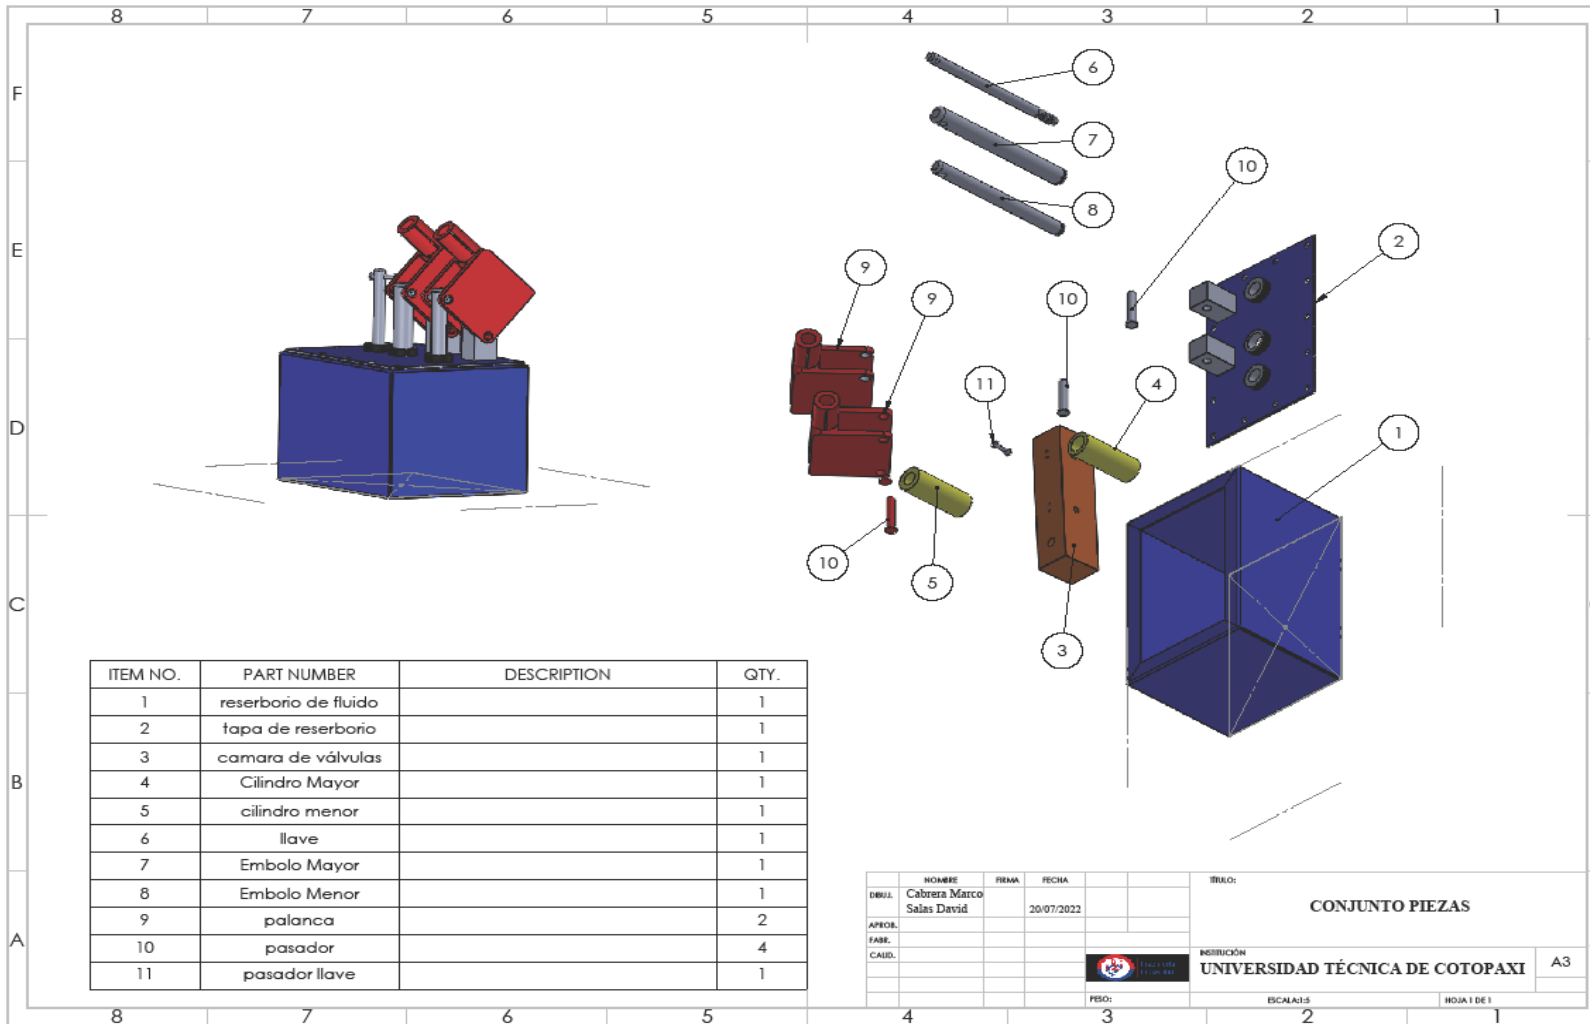 8 7 6 5 4 3 2 1
F
E
D
C
B
A
6
7
8
10
2
9
9
10
11
4
1
10
5
3
ITEM NO. PART NUMBER DESCRIPTION QTY.
1 reserborio de fluido 1
2 tapa de reserborio 1
3 camara de válvulas 1
4 Cilindro Mayor 1
5 cilindro menor 1
6 llave 1
7 Embolo Mayor 1
8 Embolo Menor 1
9 palanca 2
10 pasador 4
11 pasador llave 1
NOMBRE FIRMA FECHA
DIBUJ. Cabrera Marco
Salas David 20/07/2022
APROB.
FABR.
CALID.
TÍTULO:
CONJUNTO PIEZAS
INSTITUCIÓN
UNIVERSIDAD TÉCNICA DE COTOPAXI
A3
PESO:
ESCALA:1:5
HOJA 1 DE 1
8 7 6 5 4 3 2 1